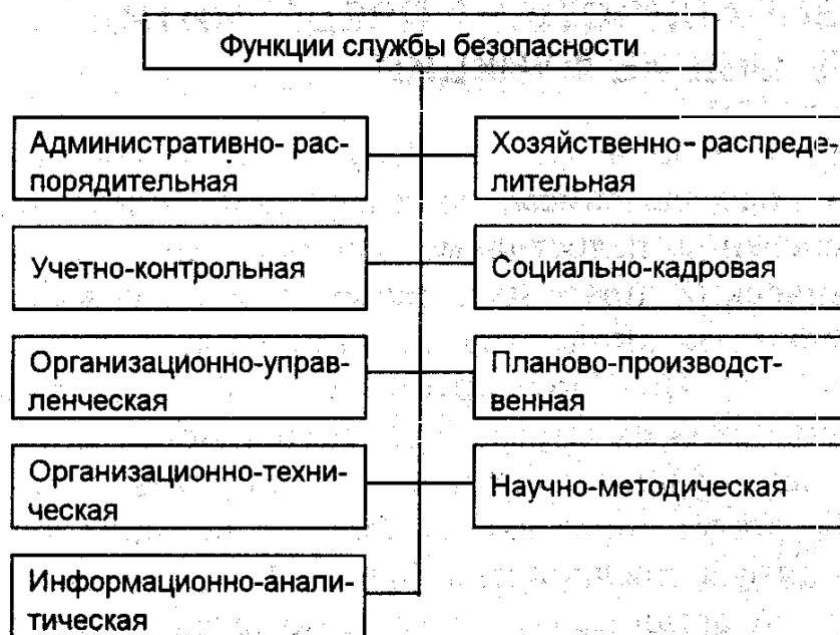 Функции службы безопасности
Административно- рас-
порядительная
Хозяйственно-распреде-
лительная
Учетно-контрольная
Социально-кадровая
Организационно-управ-
ленческая
Планово-производст-
венная
Организационно-техни-
ческая
Научно-методическая
Информационно-анали-
тическая